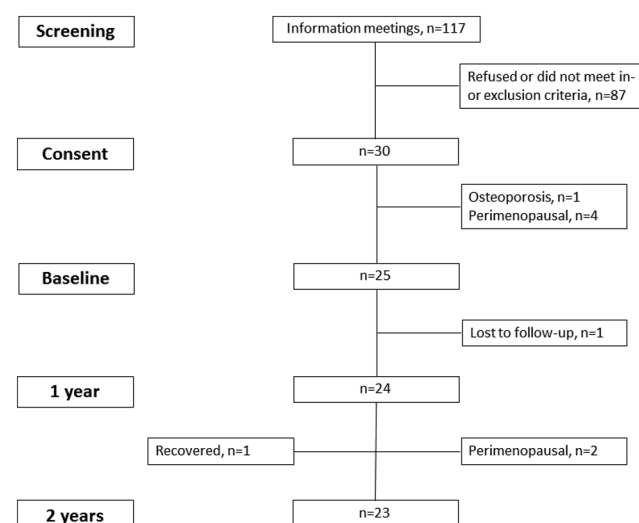 Screening
Information meetings, n=117
Refused or did not meet in-
or exclusion criteria, n=87
Consent
n=30
Osteoporosis, n=1
Perimenopausal, n=4
Baseline
n=25
Lost to follow-up, n=1
1 year
n=24
Recovered, n=1
Perimenopausal, n=2
2 years
n=23